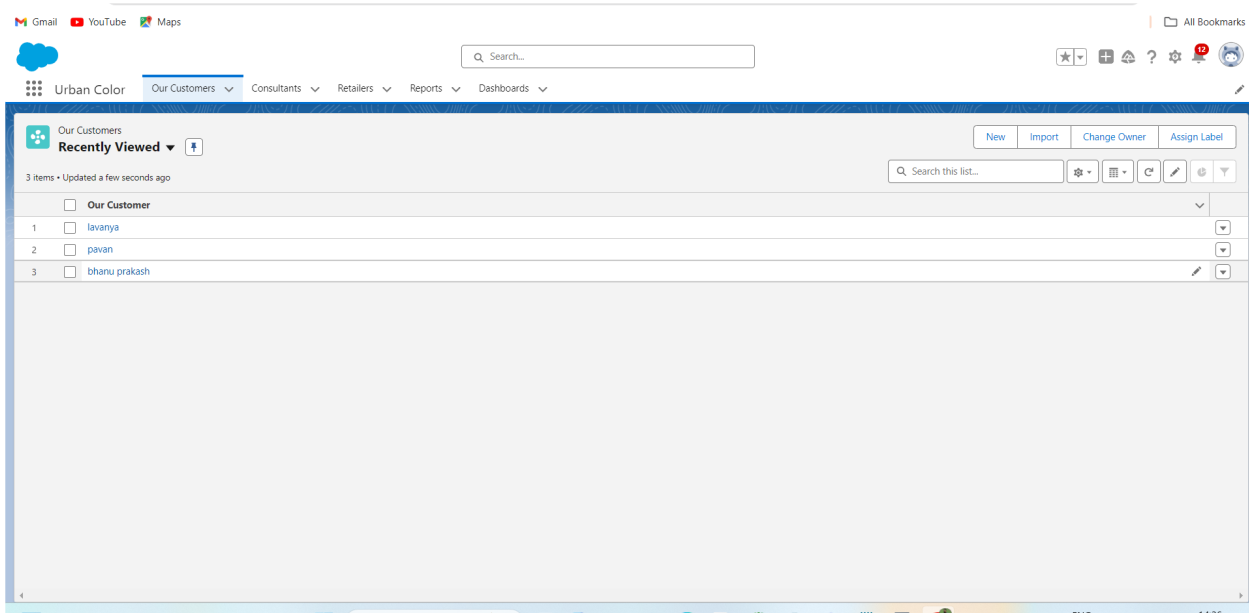 Gmail YouTube Maps All Bookmarks
Search... 12
Urban Color Our Customers Consultants Retailers Reports Dashboards
Our Customers
Recently Viewed
New Import Change Owner Assign Label
3 items • Updated a few seconds ago
Search this list...
Our Customer
1 lavanya
2 pavan
3 bhanu prakash